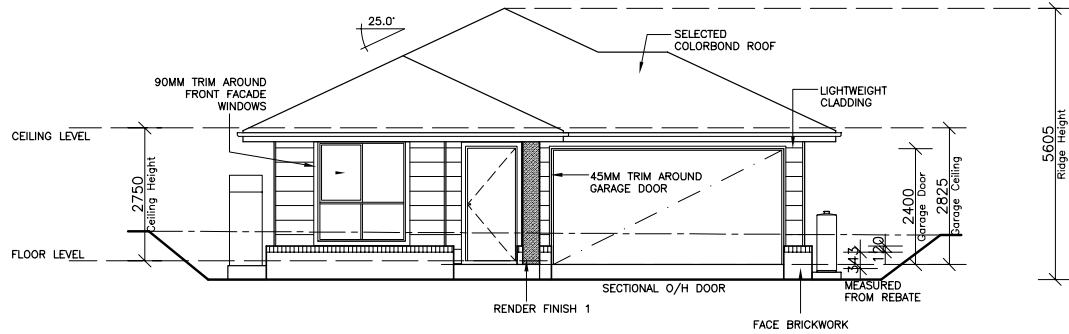 25.0°
SELECTED
COLORBOND ROOF
90MM TRIM AROUND
FRONT FACADE
WINDOWS
LIGHTWEIGHT
CLADDING
CEILING LEVEL
2750
Ceiling Height
45MM TRIM AROUND
GARAGE DOOR
2400
Garage Door
2825
Garage Ceiling
5605
Ridge Height
FLOOR LEVEL
343
120
SECTIONAL O/H DOOR
MEASURED
FROM REBATE
RENDER FINISH 1
FACE BRICKWORK